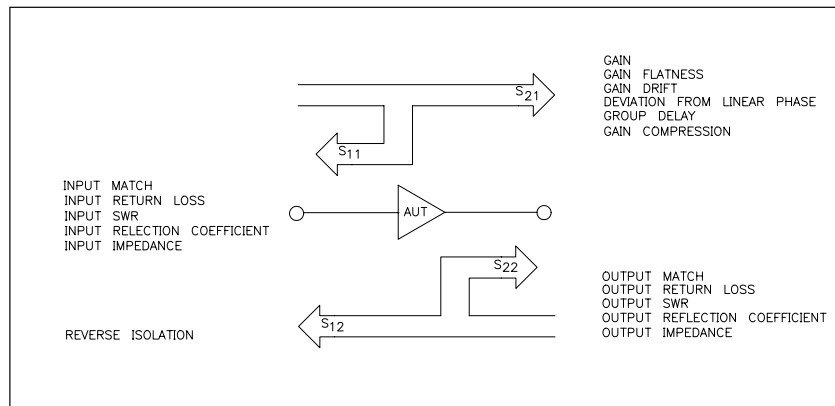 GAIN
GAIN FLATNESS
GAIN DRIFT
DEVIATION FROM LINEAR PHASE
GROUP DELAY
GAIN COMPRESSION
S21
S11
INPUT MATCH
INPUT RETURN LOSS
INPUT SWR
INPUT RELECTION COEFFICIENT
INPUT IMPEDANCE
AUT
S22
OUTPUT MATCH
OUTPUT RETURN LOSS
OUTPUT SWR
OUTPUT REFLECTION COEFFICIENT
OUTPUT IMPEDANCE
S12
REVERSE ISOLATION